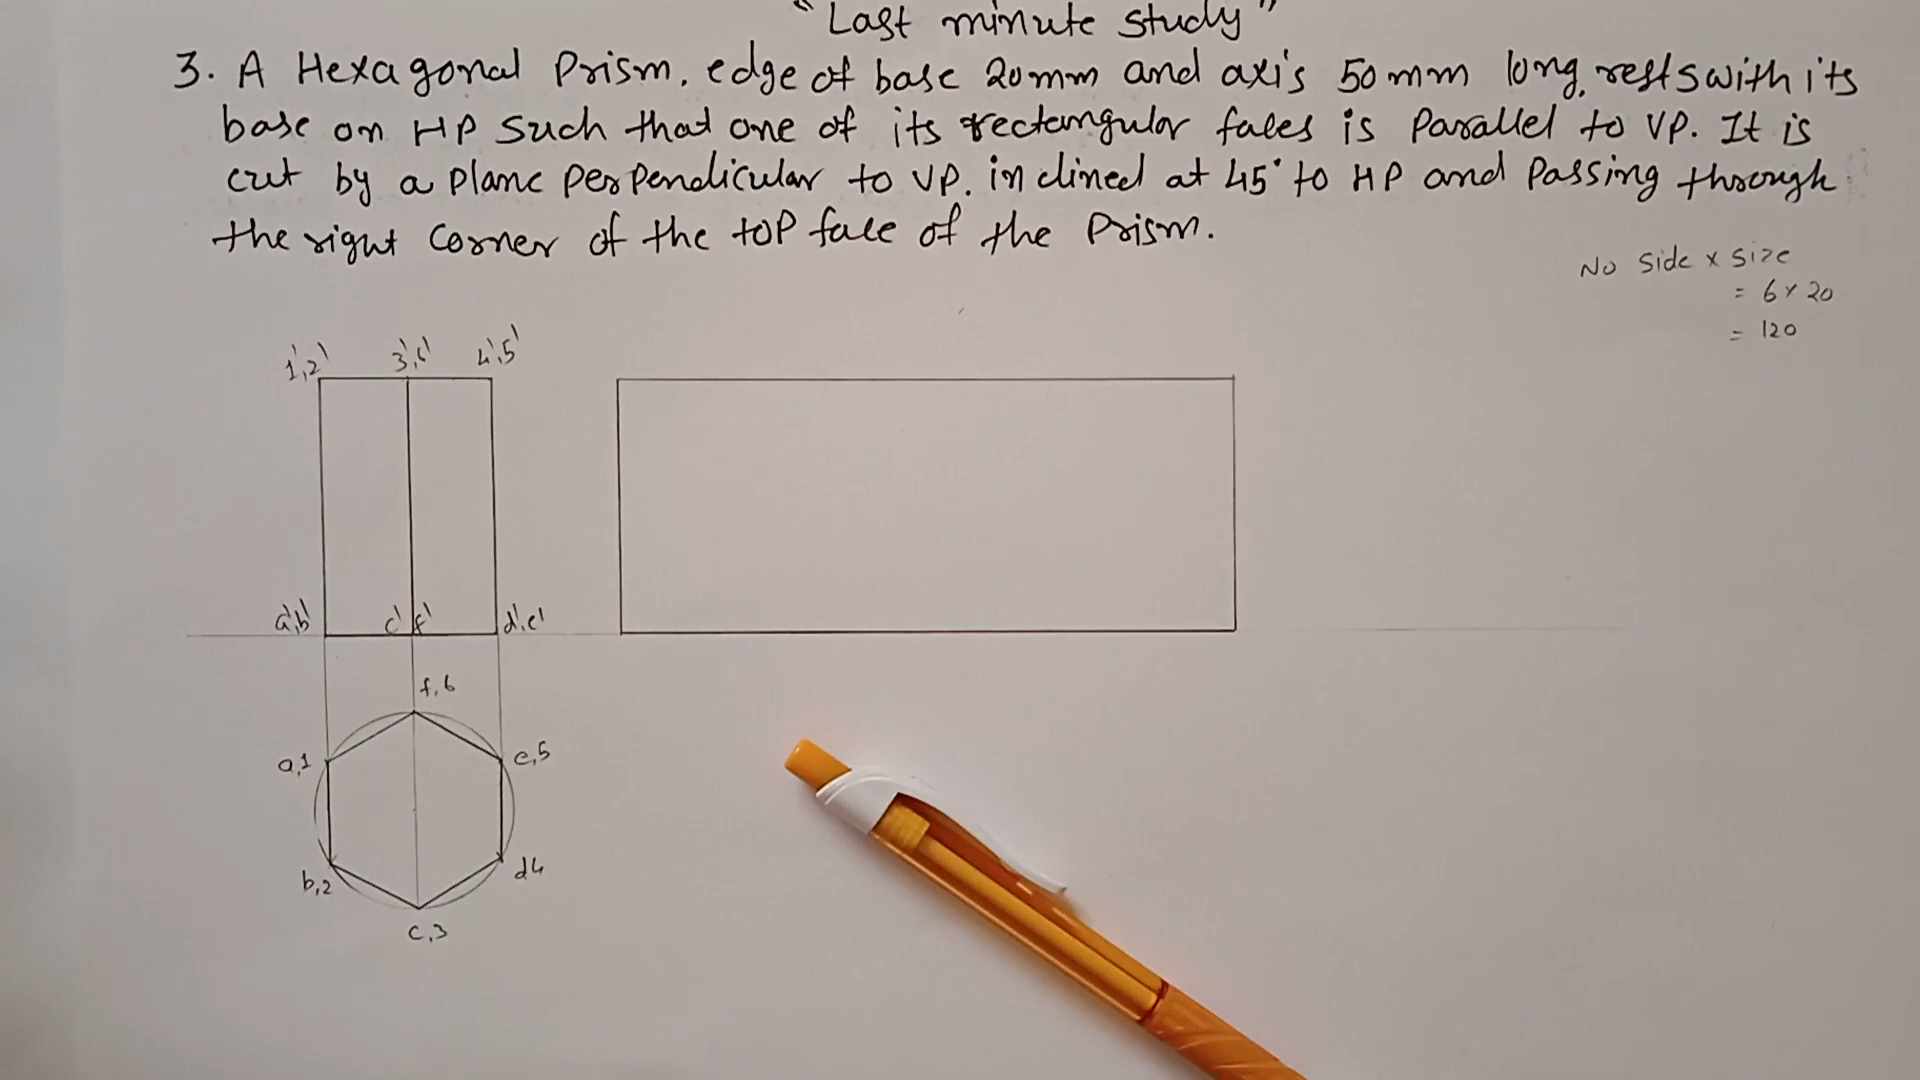 "Last minute study"
3. A Hexagonal Prism, edge of base 20mm and axis 50mm long, rests with its
base on HP such that one of its rectangular faces is Parallel to VP. It is
cut by a plane perpendicular to VP, inclined at 45° to HP and Passing through
the right corner of the top face of the Prism.
No side x size
= 6 x 20
= 120
1',2' 3',6' 4',5'
a',b' c' f' d',e'
f,6
a,1 e,5
b,2 d4
c,3